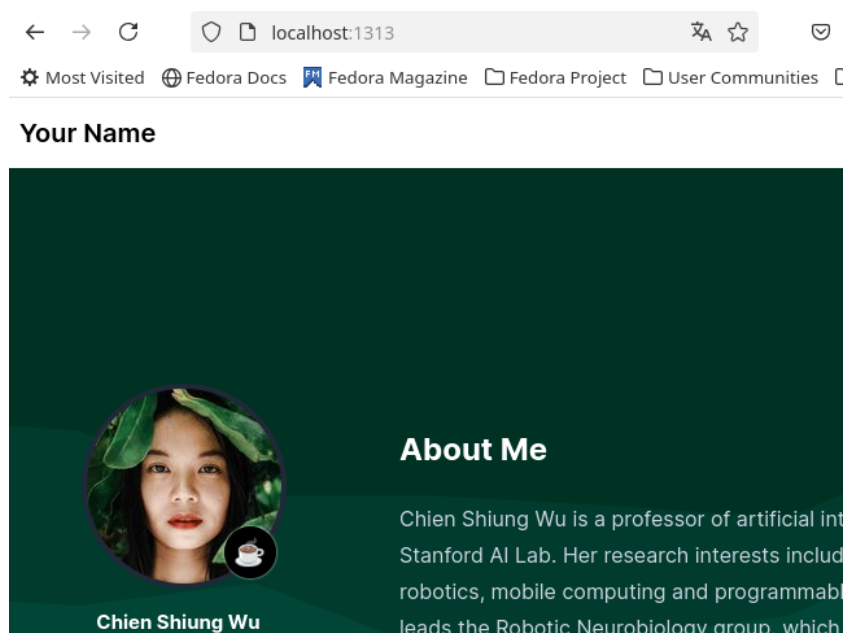 localhost:1313
Most Visited Fedora Docs FM Fedora Magazine Fedora Project User Communities
Your Name
About Me
Chien Shiung Wu is a professor of artificial int
Stanford AI Lab. Her research interests includ
robotics, mobile computing and programmabl
Chien Shiung Wu
leads the Robotic Neurobiology group, which